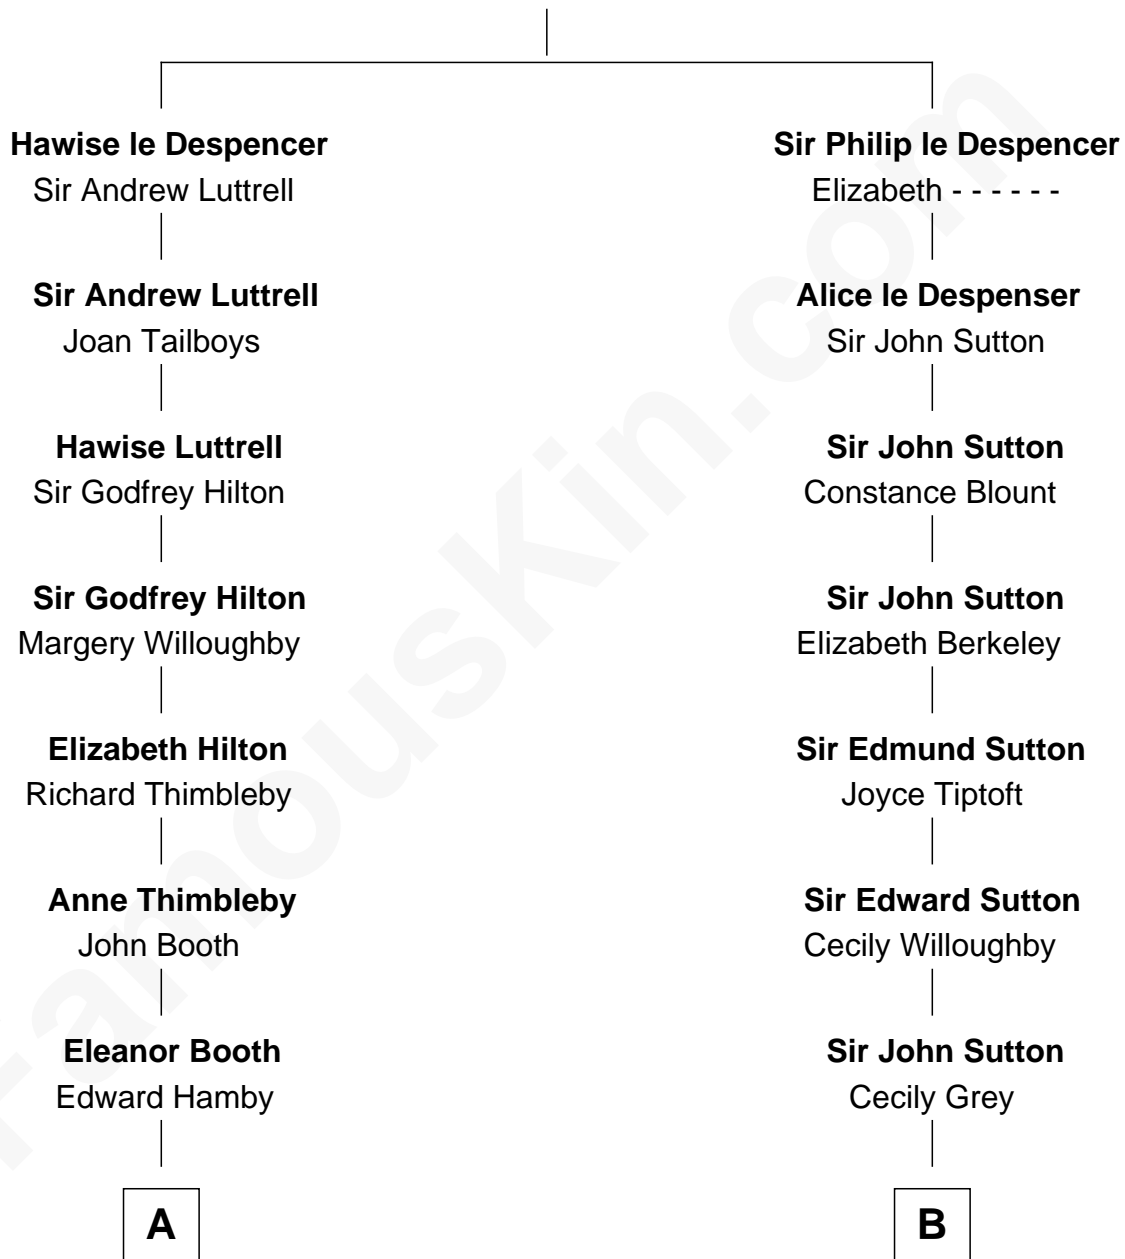 Hawise le Despencer
Sir Andrew Luttrell
Sir Andrew Luttrell
Joan Tailboys
Hawise Luttrell
Sir Godfrey Hilton
Sir Godfrey Hilton
Margery Willoughby
Elizabeth Hilton
Richard Thimbleby
Anne Thimbleby
John Booth
Eleanor Booth
Edward Hamby
A
Sir Philip le Despencer
Elizabeth - - - - - -
Alice le Despenser
Sir John Sutton
Sir John Sutton
Constance Blount
Sir John Sutton
Elizabeth Berkeley
Sir Edmund Sutton
Joyce Tiptoft
Sir Edward Sutton
Cecily Willoughby
Sir John Sutton
Cecily Grey
B
FamousKin.com